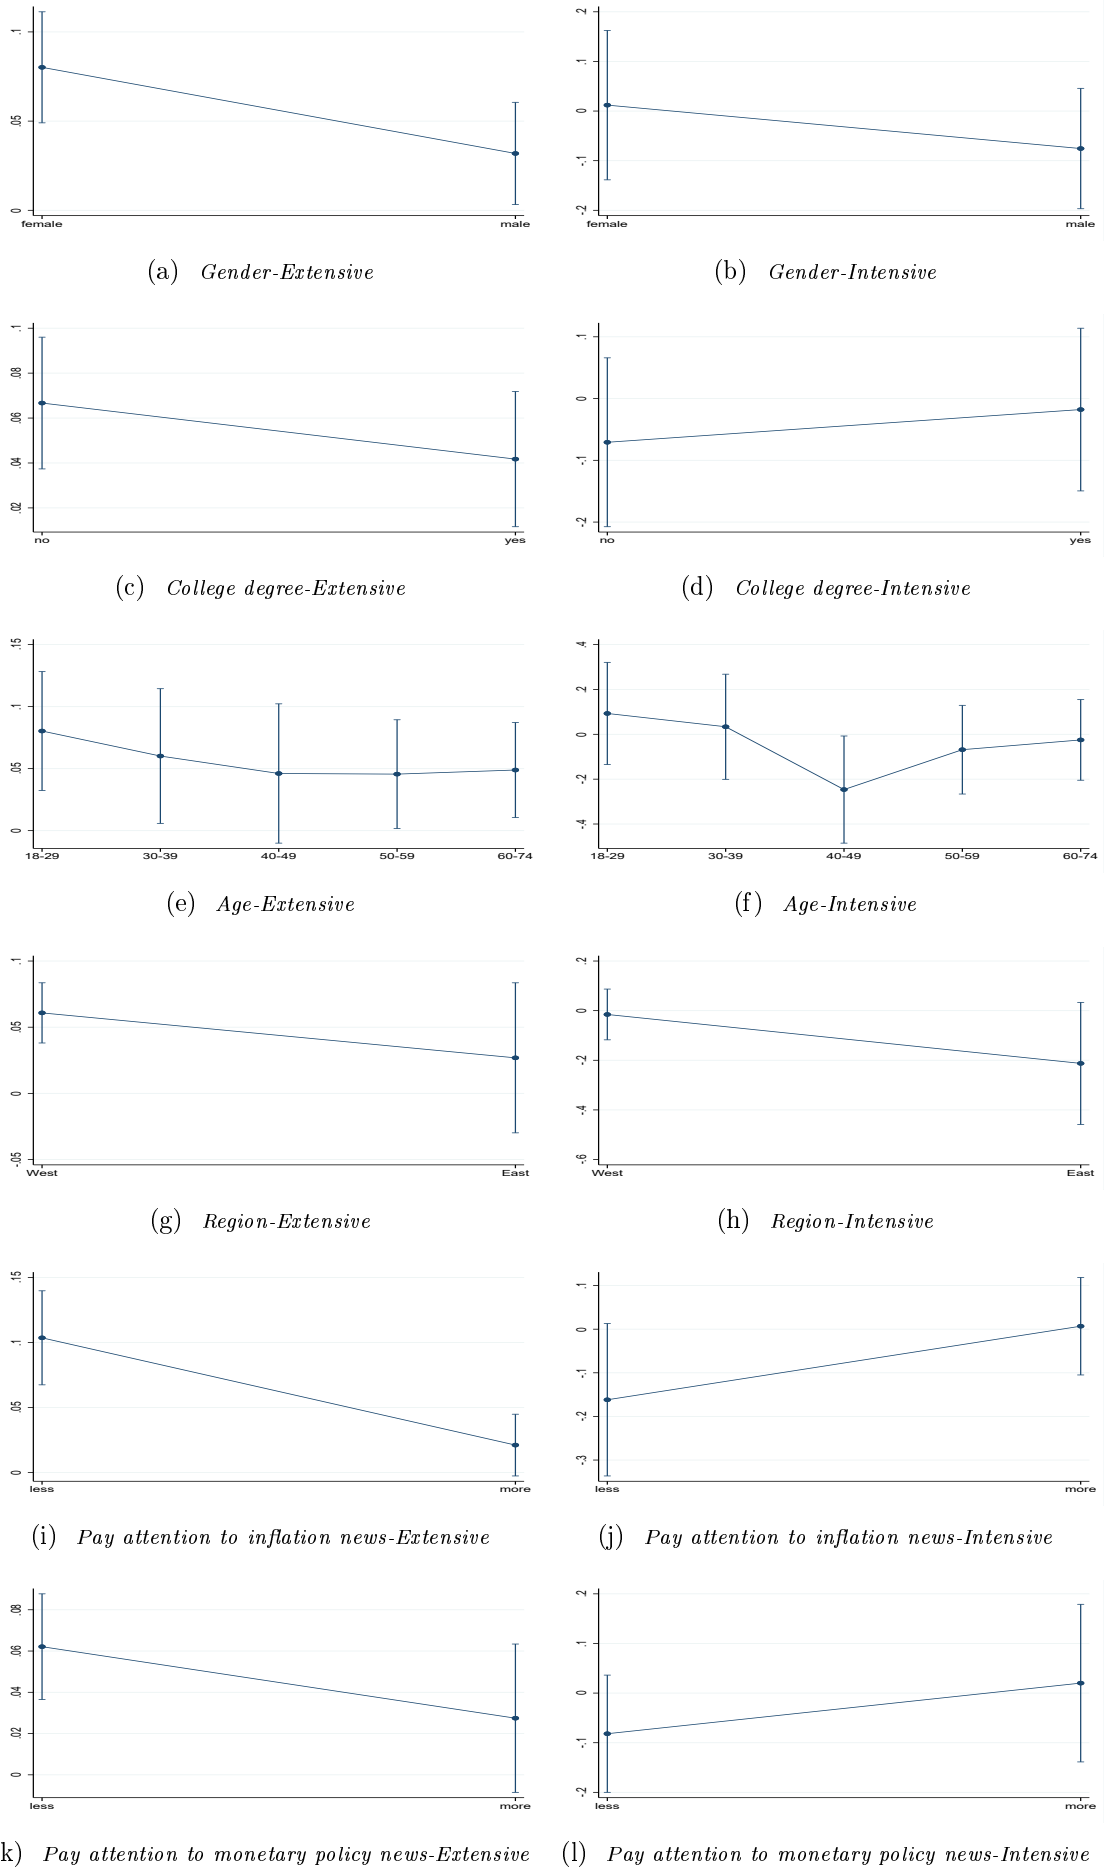 .1
.05
0
female male
.2
.1
0
-.1
-.2
female male
(a) Gender-Extensive
(b) Gender-Intensive
.1
.08
.06
.04
.02
no yes
.1
0
-.1
-.2
no yes
(c) College degree-Extensive
(d) College degree-Intensive
.15
.1
.05
0
18-29 30-39 40-49 50-59 60-74
.4
.2
0
-.2
-.4
18-29 30-39 40-49 50-59 60-74
(e) Age-Extensive
(f) Age-Intensive
.1
.05
0
-.05
West East
.2
0
-.2
-.4
-.6
West East
(g) Region-Extensive
(h) Region-Intensive
.15
.1
.05
0
less more
.1
0
-.1
-.2
-.3
less more
(i) Pay attention to inflation news-Extensive
(j) Pay attention to inflation news-Intensive
.08
.06
.04
.02
0
less more
.2
.1
0
-.1
-.2
less more
k) Pay attention to monetary policy news-Extensive
(l) Pay attention to monetary policy news-Intensive